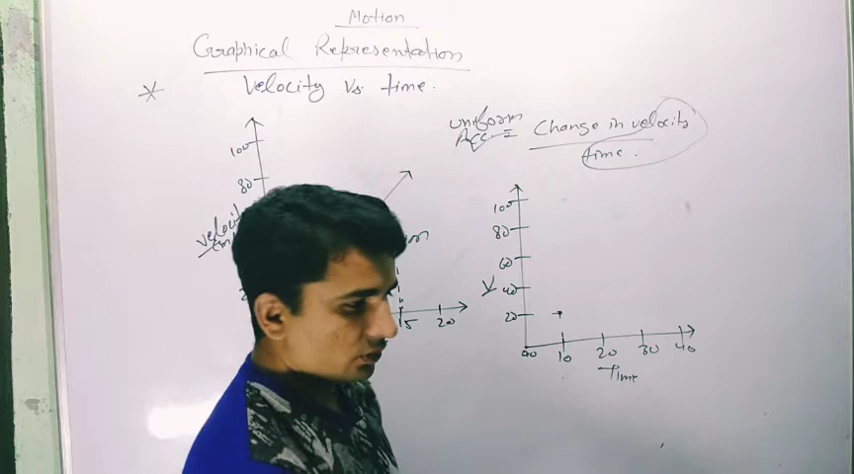 Motion
Graphical Representation
* Velocity Vs time.
uniform
Acc = Change in velocity
time.
100
80
15 20
100
80
60
V 40
20
10 20 30 40
Time